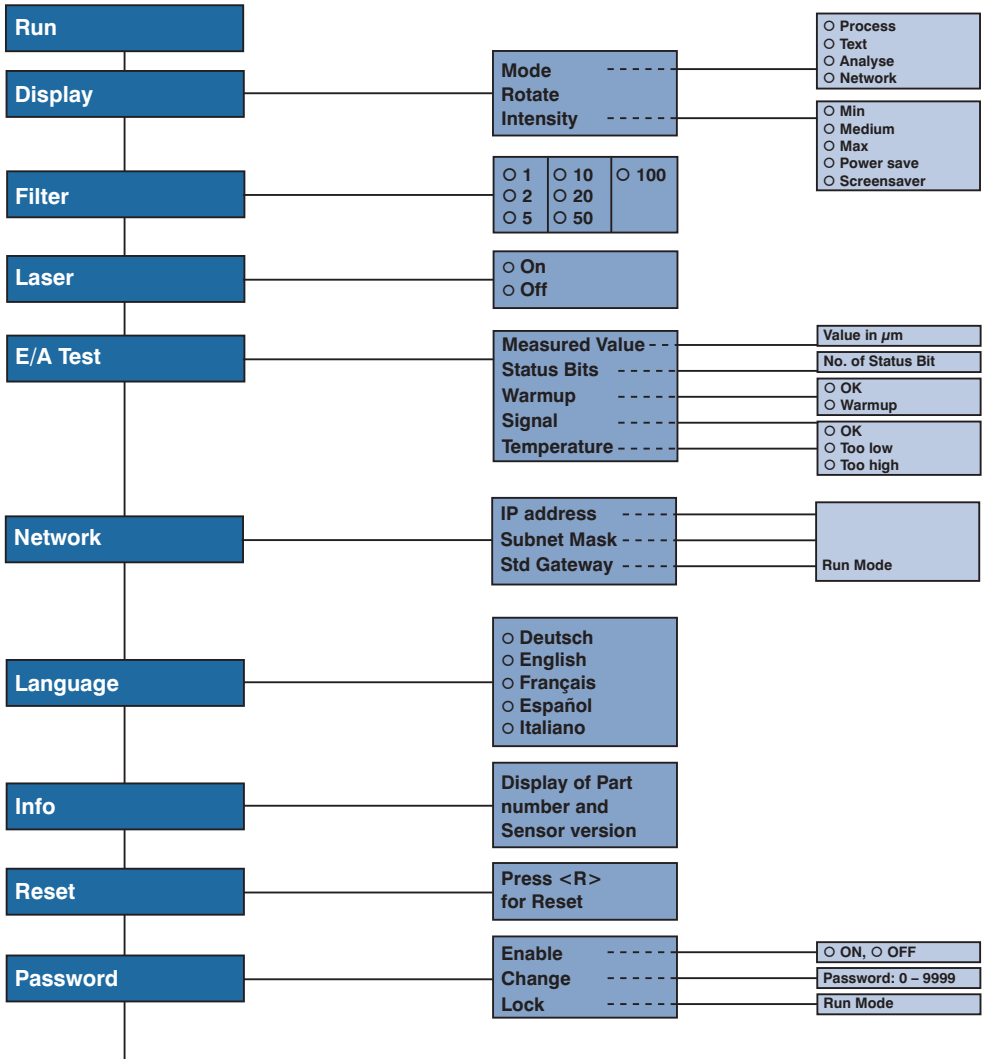 Run
Display
Mode
Rotate
Intensity
○ Process
○ Text
○ Analyse
○ Network
○ Min
○ Medium
○ Max
○ Power save
○ Screensaver
Filter
○ 1 ○ 10 ○ 100
○ 2 ○ 20
○ 5 ○ 50
Laser
○ On
○ Off
E/A Test
Measured Value
Status Bits
Warmup
Signal
Temperature
Value in µm
No. of Status Bit
○ OK
○ Warmup
○ OK
○ Too low
○ Too high
Network
IP address
Subnet Mask
Std Gateway
Run Mode
Language
○ Deutsch
○ English
○ Français
○ Español
○ Italiano
Info
Display of Part
number and
Sensor version
Reset
Press <R>
for Reset
Password
Enable
Change
Lock
○ ON, ○ OFF
Password: 0 – 9999
Run Mode